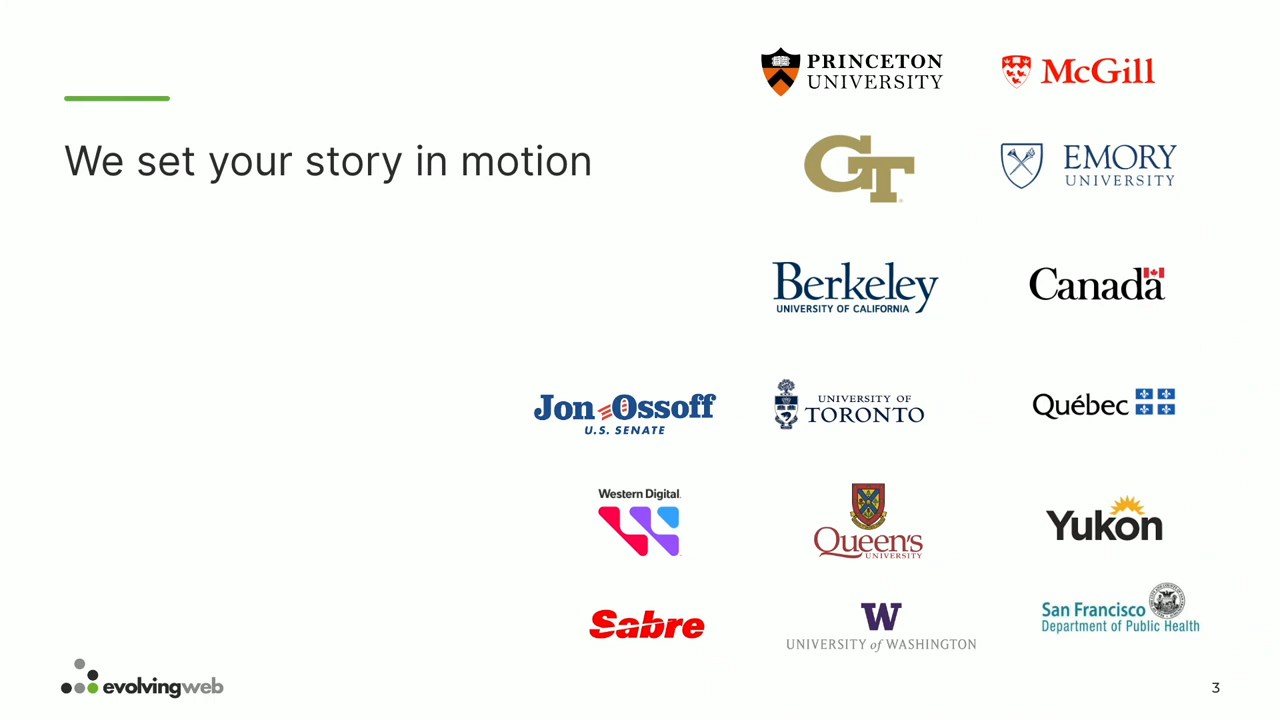 We set your story in motion
PRINCETON
UNIVERSITY
McGill
GT
EMORY
UNIVERSITY
Berkeley
UNIVERSITY OF CALIFORNIA
Canada
Jon Ossoff
U.S. SENATE
UNIVERSITY OF
TORONTO
Québec
Western Digital
Queen's
UNIVERSITY
Yukon
Sabre
W
UNIVERSITY of WASHINGTON
San Francisco
Department of Public Health
evolvingweb
3